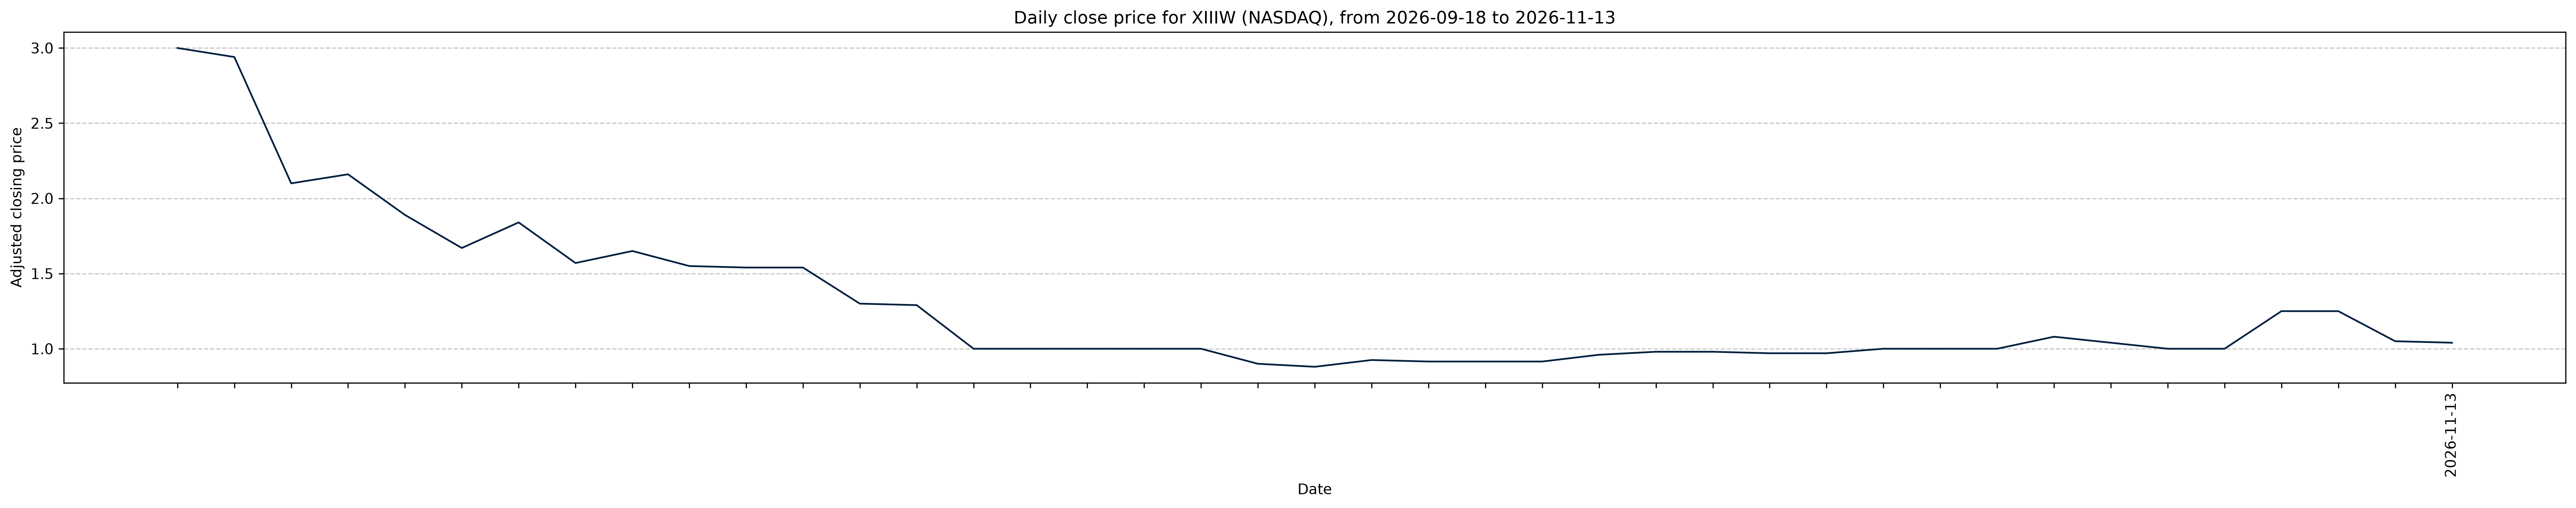 Daily close price for XIIIW (NASDAQ), from 2026-09-18 to 2026-11-13
Adjusted closing price
3.0
2.5
2.0
1.5
1.0
2026-11-13
Date